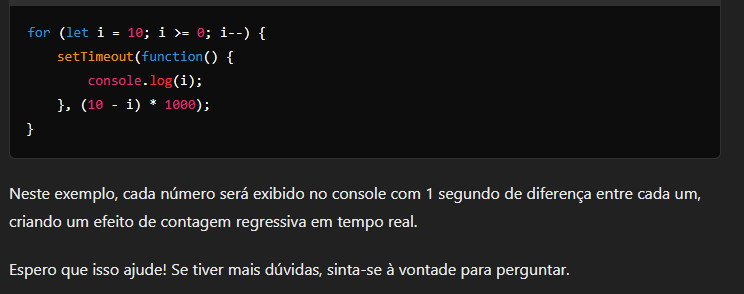 for (let i = 10; i >= 0; i--) {
    setTimeout(function() {
        console.log(i);
    }, (10 - i) * 1000);
}
Neste exemplo, cada número será exibido no console com 1 segundo de diferença entre cada um,
criando um efeito de contagem regressiva em tempo real.
Espero que isso ajude! Se tiver mais dúvidas, sinta-se à vontade para perguntar.